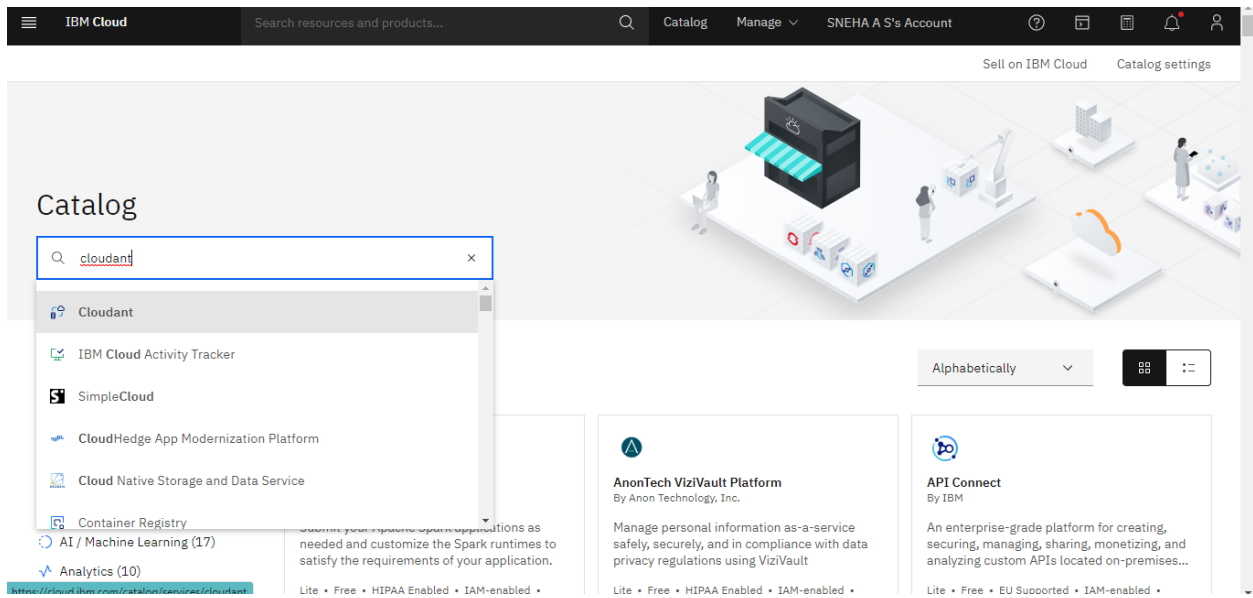 IBM Cloud
Search resources and products...
Catalog
Manage
SNEHA A S's Account
Sell on IBM Cloud
Catalog settings
Catalog
cloudant
Cloudant
IBM Cloud Activity Tracker
SimpleCloud
CloudHedge App Modernization Platform
Cloud Native Storage and Data Service
Container Registry
AI / Machine Learning (17)
Analytics (10)
https://cloud.ibm.com/catalog/services/cloudant
Alphabetically
Submit your Apache Spark applications as
needed and customize the Spark runtimes to
satisfy the requirements of your application.
Lite • Free • HIPAA Enabled • IAM-enabled •
AnonTech ViziVault Platform
By Anon Technology, Inc.
Manage personal information as-a-service
safely, securely, and in compliance with data
privacy regulations using ViziVault
Lite • Free • HIPAA Enabled • IAM-enabled •
API Connect
By IBM
An enterprise-grade platform for creating,
securing, managing, sharing, monetizing, and
analyzing custom APIs located on-premises...
Lite • Free • EU Supported • IAM-enabled •